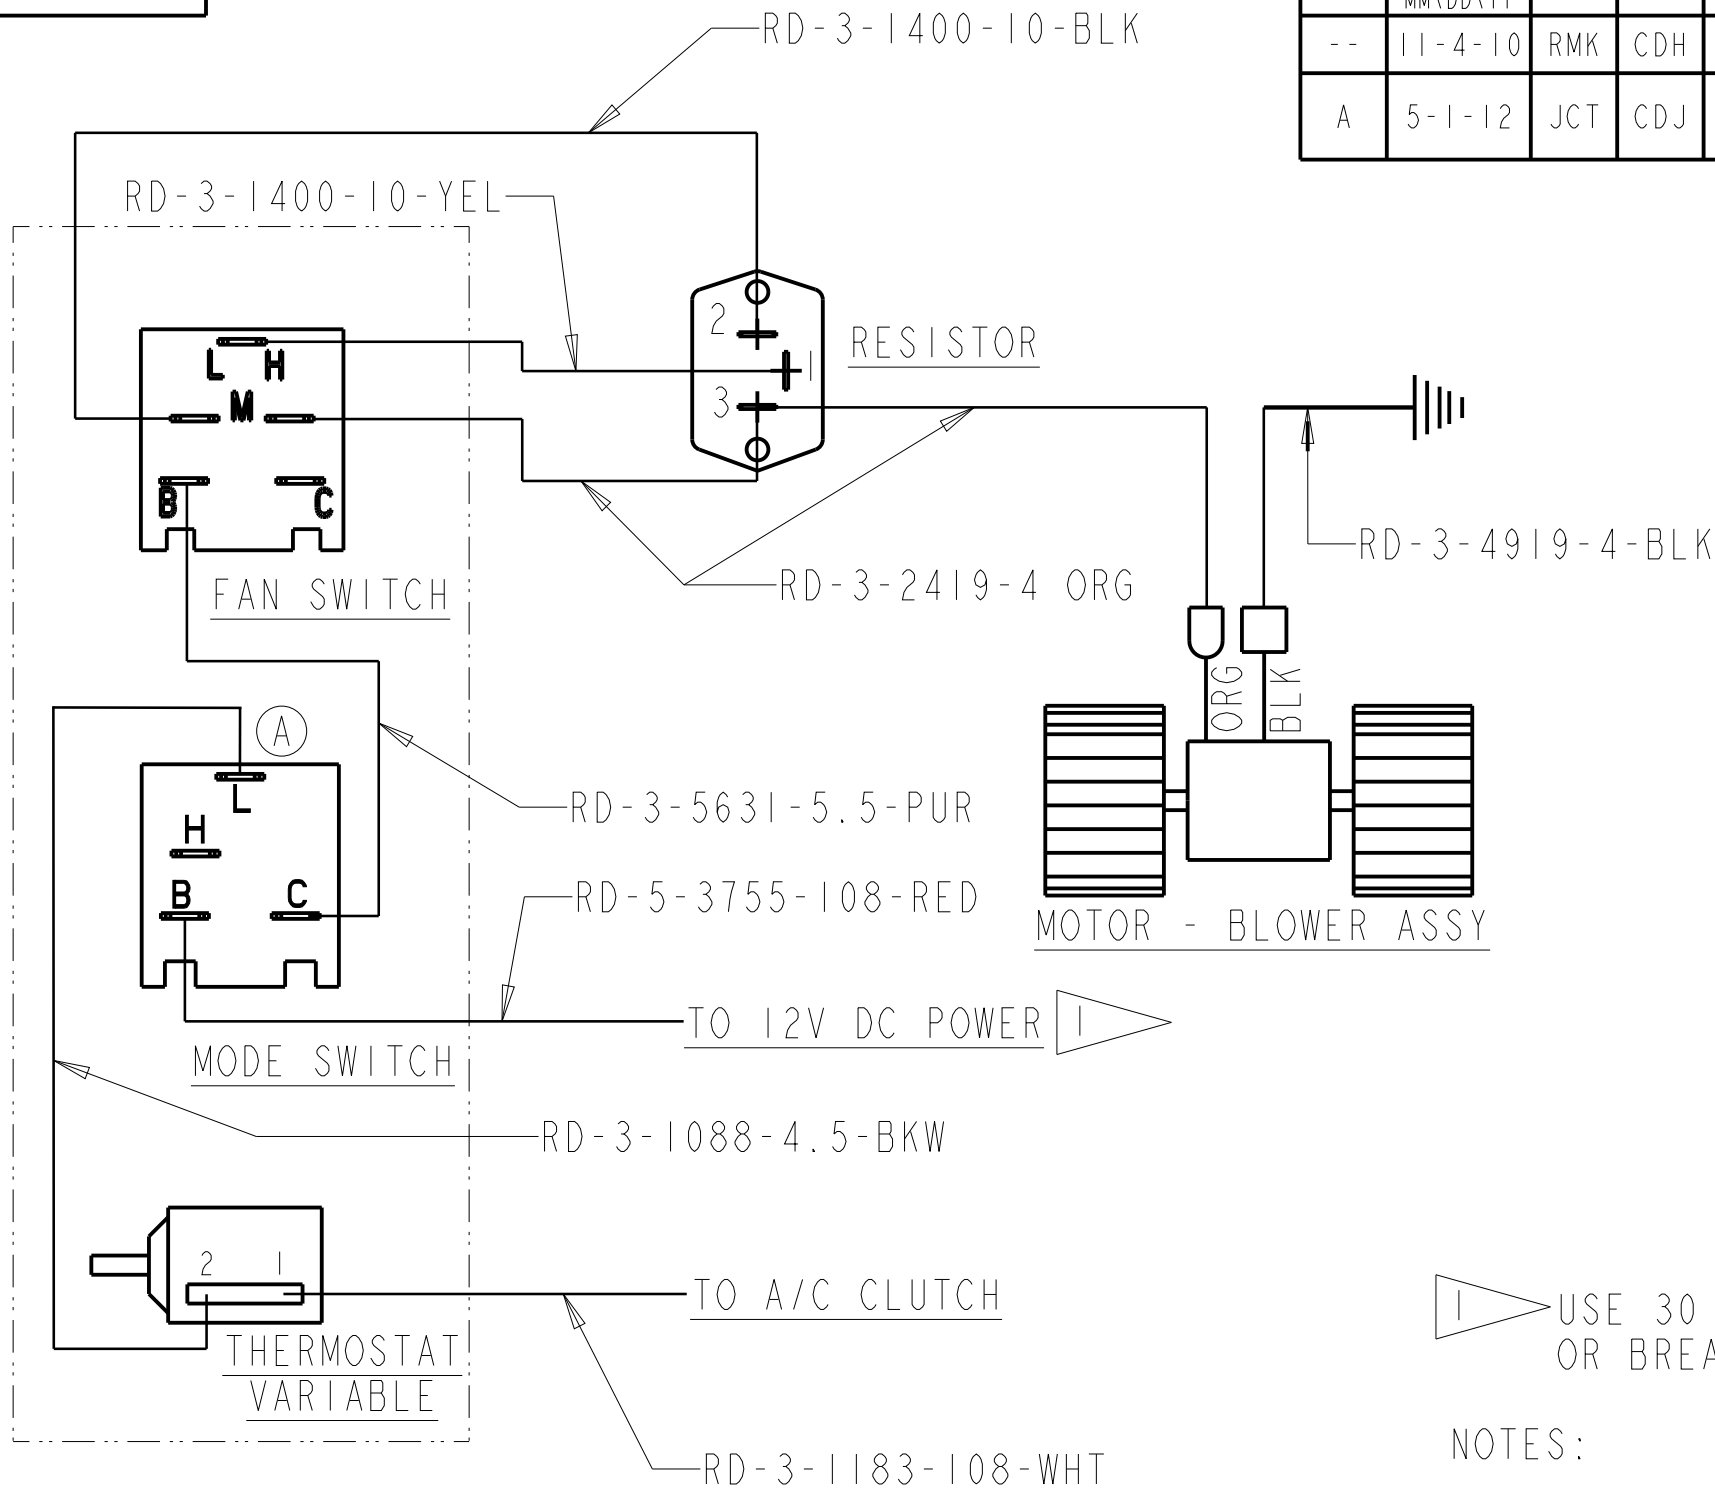 RD-3-1400-10-BLK
-- 11-4-10 RMK CDH
A 5-1-12 JCT CDJ
RD-3-1400-10-YEL
2
RESISTOR
1
3
L H
M
B C
FAN SWITCH
RD-3-4919-4-BLK
RD-3-2419-4 ORG
ORG
BLK
A
L
H
B C
RD-3-5631-5.5-PUR
RD-5-3755-108-RED
MOTOR - BLOWER ASSY
TO 12V DC POWER 1
MODE SWITCH
RD-3-1088-4.5-BKW
2 1
TO A/C CLUTCH
THERMOSTAT
VARIABLE
1 USE 30
OR BREA
NOTES:
RD-3-1183-108-WHT